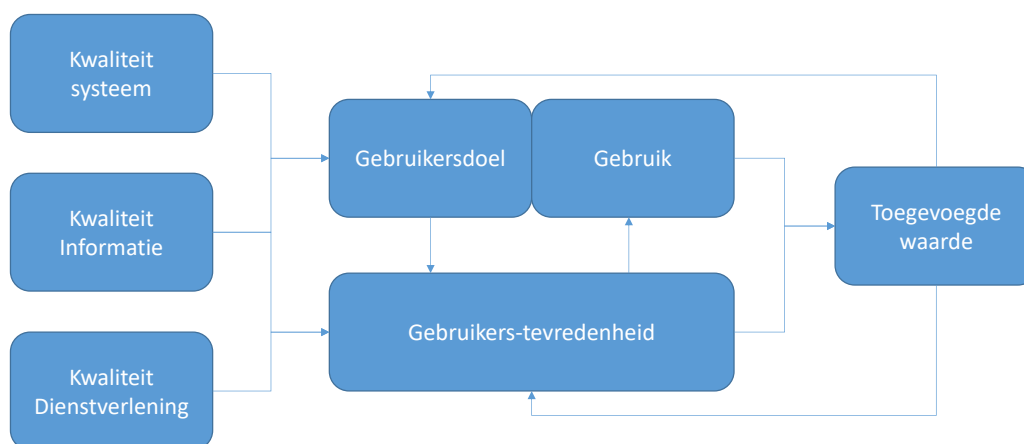 Kwaliteit
systeem
Kwaliteit
Informatie
Kwaliteit
Dienstverlening
Gebruikersdoel
Gebruik
Gebruikers-tevredenheid
Toegevoegde
waarde